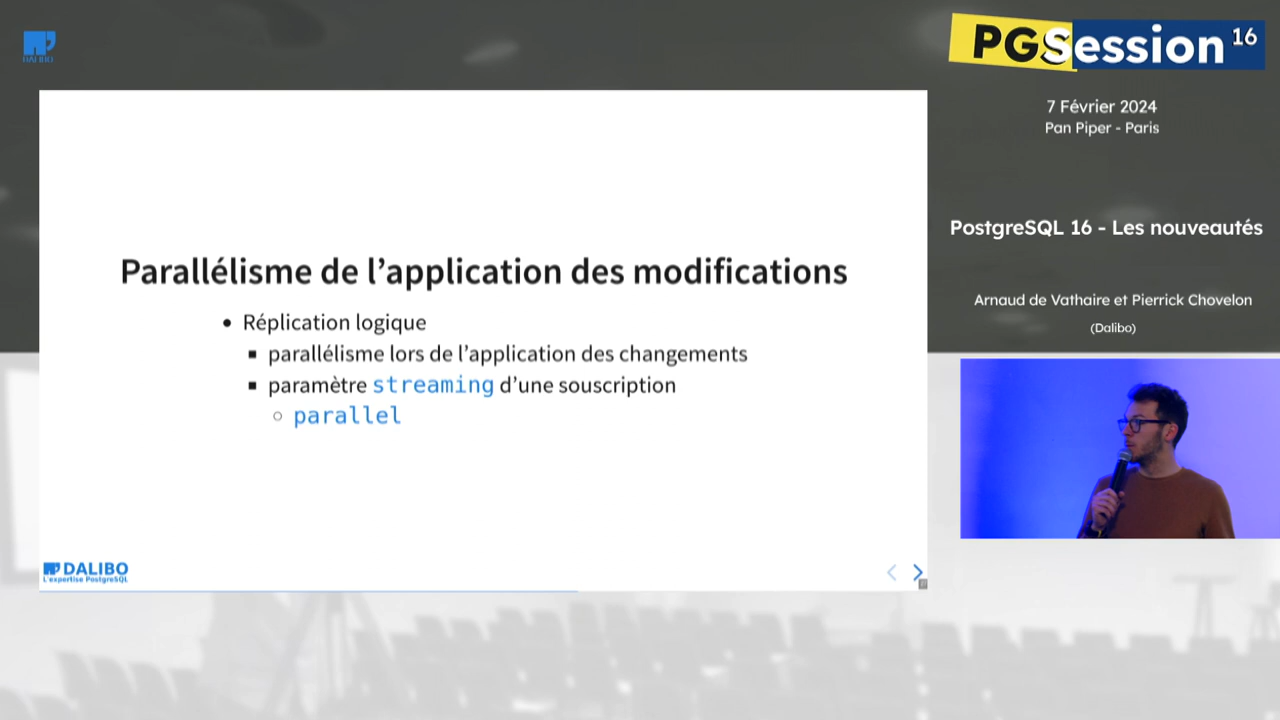 DALIBO
PGSession 16
7 Février 2024
Pan Piper - Paris
PostgreSQL 16 - Les nouveautés
Arnaud de Vathaire et Pierrick Chovelon
(Dalibo)
Parallélisme de l’application des modifications
Réplication logique
parallélisme lors de l’application des changements
paramètre streaming d’une souscription
parallel
DALIBO
L'expertise PostgreSQL